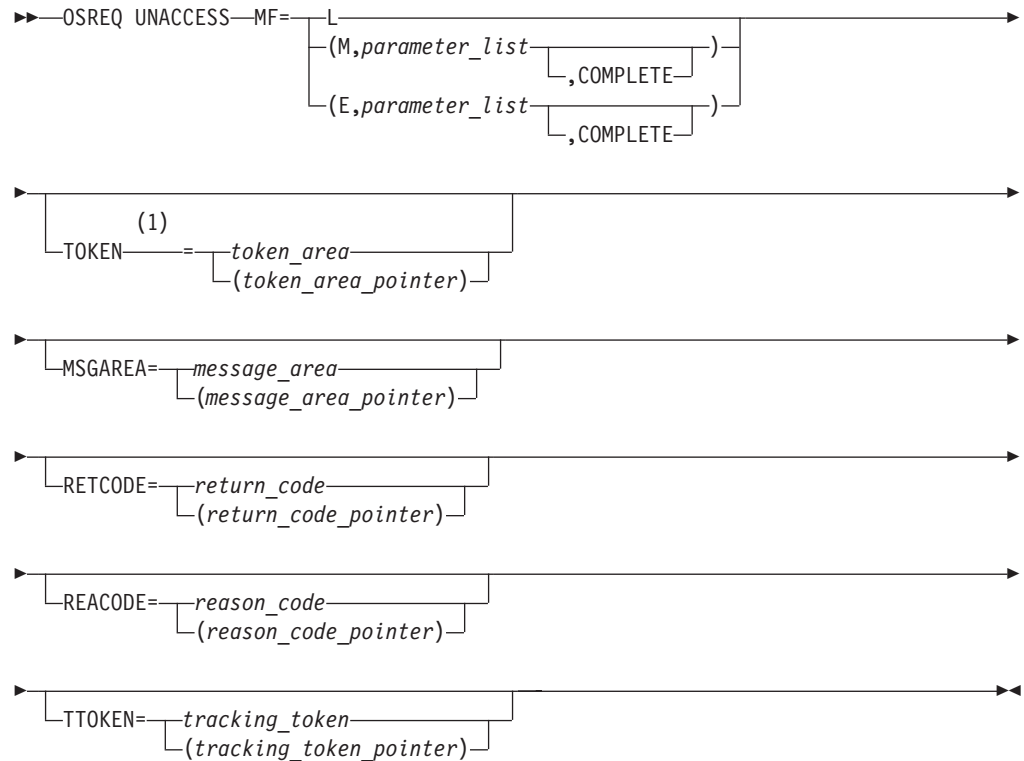 OSREQ UNACCESS MF= L
(M,parameter_list ,COMPLETE )
(E,parameter_list ,COMPLETE )
(1)
TOKEN = token_area
(token_area_pointer)
MSGAREA= message_area
(message_area_pointer)
RETCODE= return_code
(return_code_pointer)
REACODE= reason_code
(reason_code_pointer)
TTOKEN= tracking_token
(tracking_token_pointer)